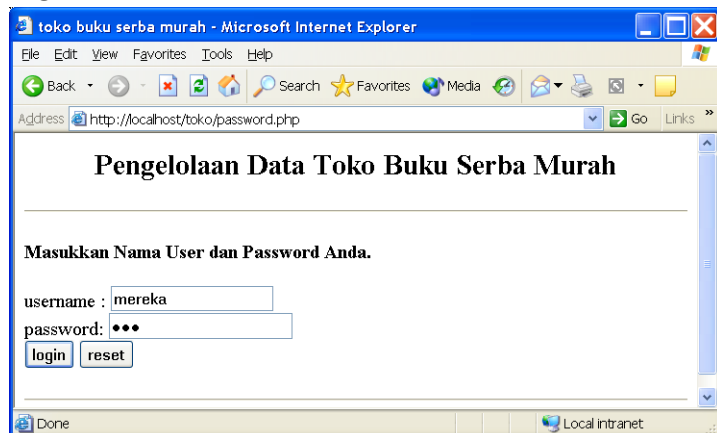 toko buku serba murah - Microsoft Internet Explorer
File Edit View Favorites Tools Help
Back Search Favorites Media
Address http://localhost/toko/password.php Go Links »
Pengelolaan Data Toko Buku Serba Murah
Masukkan Nama User dan Password Anda.
username : mereka
password: •••
login reset
Done Local intranet